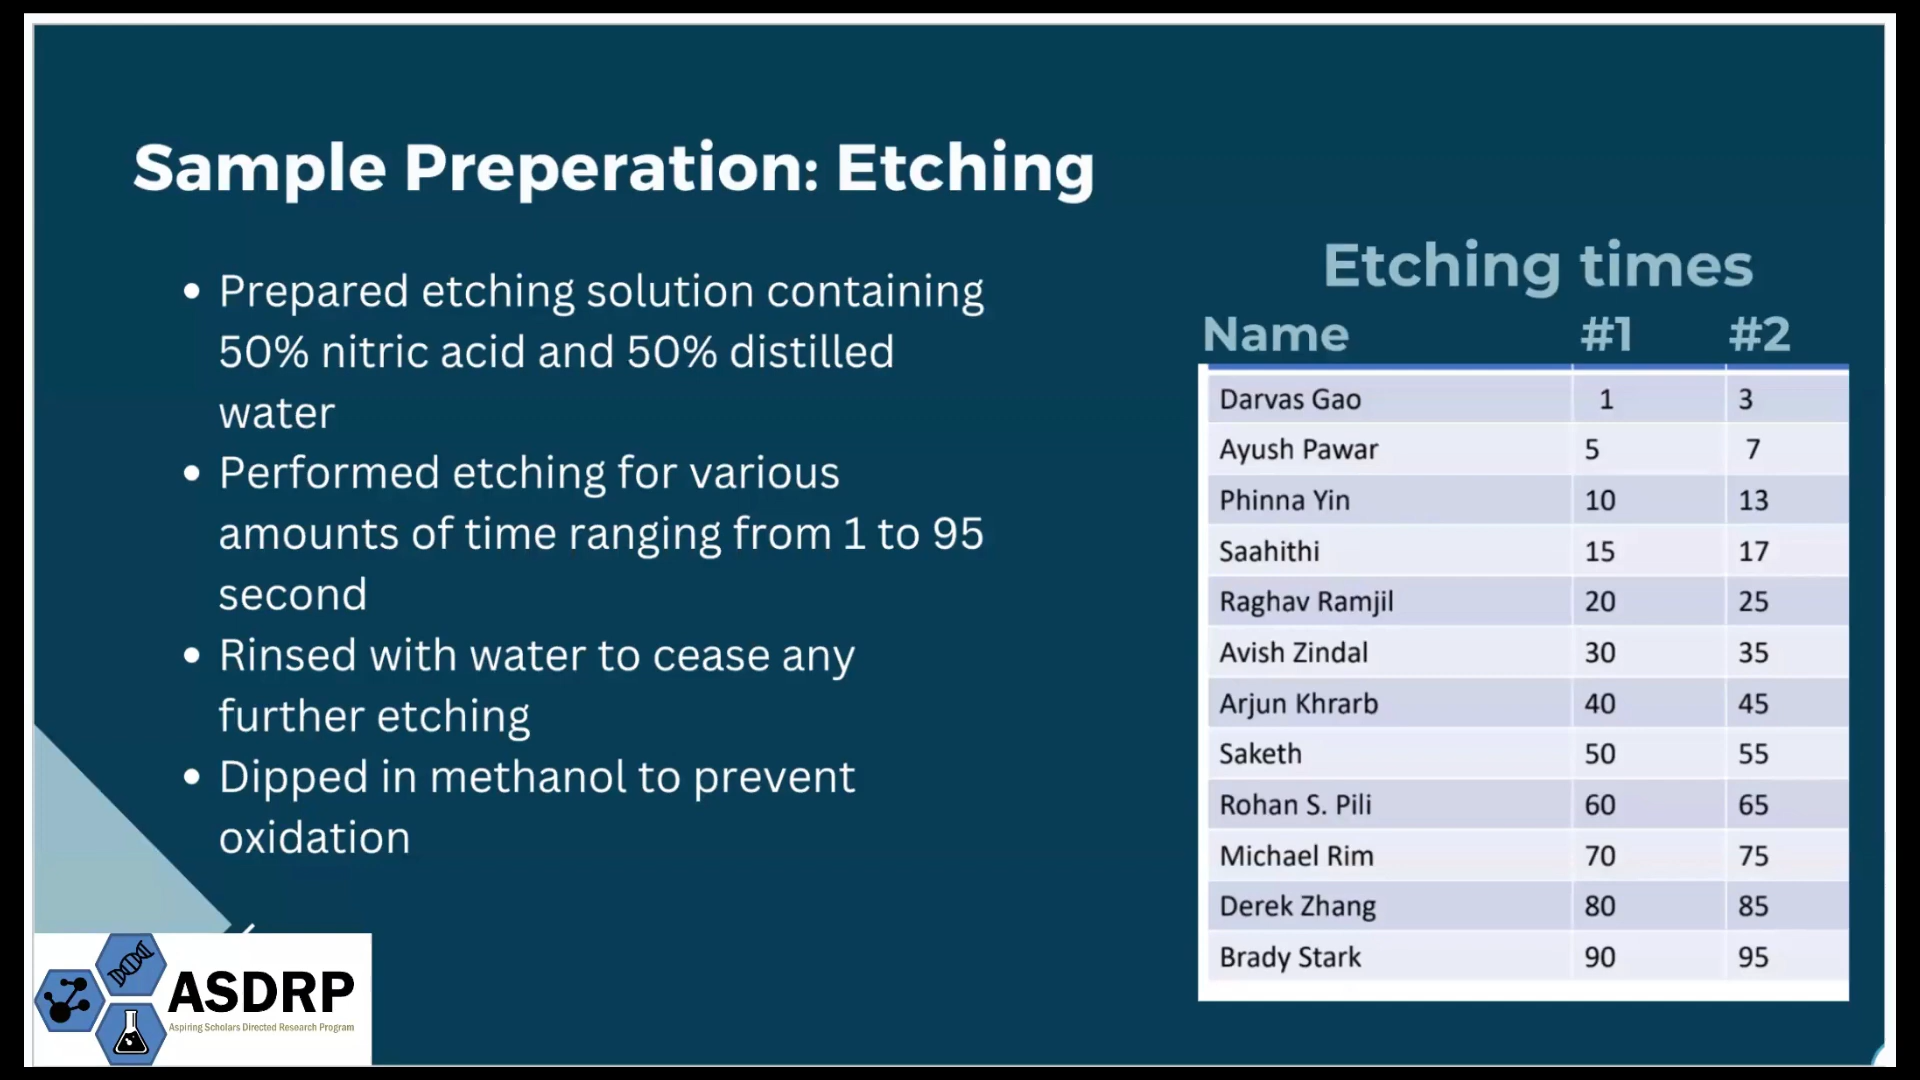 Sample Preperation: Etching
• Prepared etching solution containing
50% nitric acid and 50% distilled
water
• Performed etching for various
amounts of time ranging from 1 to 95
second
• Rinsed with water to cease any
further etching
• Dipped in methanol to prevent
oxidation
Etching times
Name #1 #2
Darvas Gao 1 3
Ayush Pawar 5 7
Phinna Yin 10 13
Saahithi 15 17
Raghav Ramjil 20 25
Avish Zindal 30 35
Arjun Khrarb 40 45
Saketh 50 55
Rohan S. Pili 60 65
Michael Rim 70 75
Derek Zhang 80 85
Brady Stark 90 95
ASDRP
Aspiring Scholars Directed Research Program